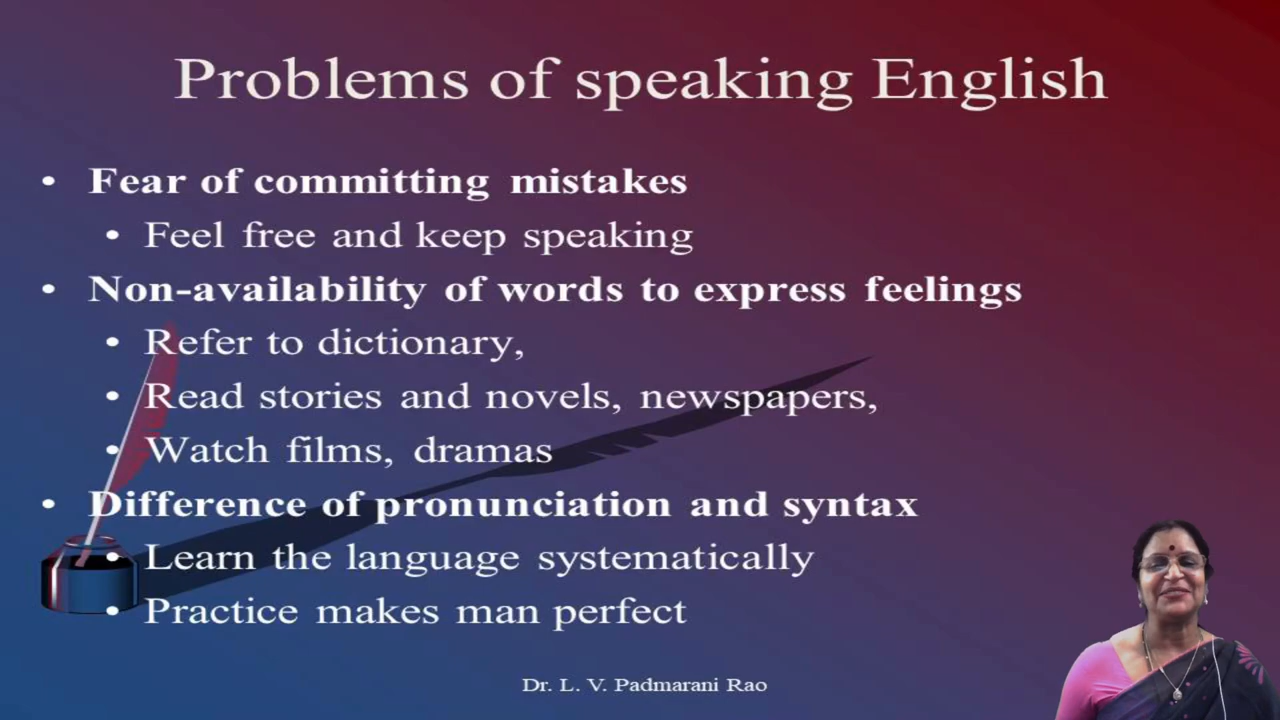 Problems of speaking English
• Fear of committing mistakes
• Feel free and keep speaking
• Non-availability of words to express feelings
• Refer to dictionary,
• Read stories and novels, newspapers,
• Watch films, dramas
• Difference of pronunciation and syntax
• Learn the language systematically
• Practice makes man perfect
Dr. L. V. Padmarani Rao